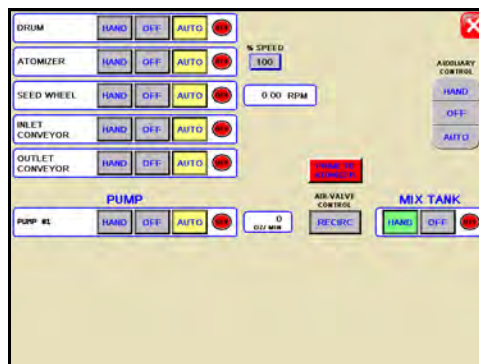 DRUM HAND OFF AUTO OFF
% SPEED
ATOMIZER HAND OFF AUTO OFF 100
AUXILIARY
CONTROL
SEED WHEEL HAND OFF AUTO OFF 0.00 RPM
HAND
OFF
AUTO
INLET
CONVEYOR HAND OFF AUTO OFF
OUTLET
CONVEYOR HAND OFF AUTO OFF
PUMP
AIR-VALVE
CONTROL
MIX TANK
PUMP #1 HAND OFF AUTO 0
OZ/ MIN
RECIRC
HAND OFF OFF